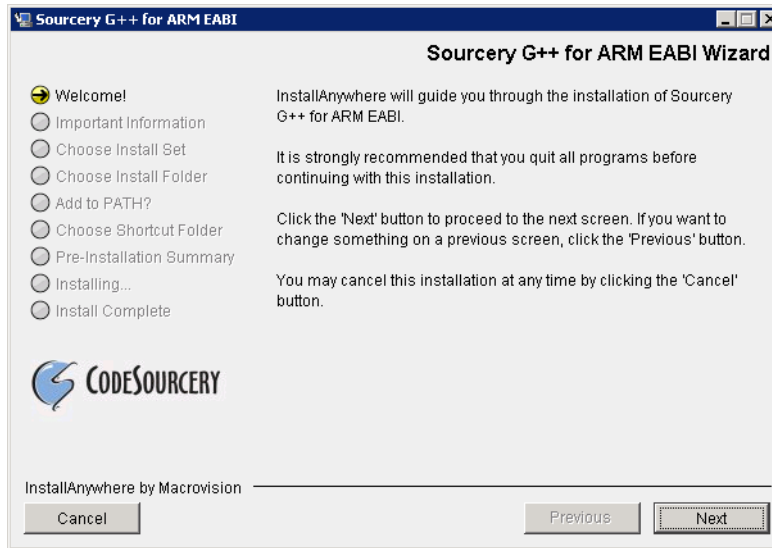 Sourcery G++ for ARM EABI
Sourcery G++ for ARM EABI Wizard
Welcome!
Important Information
Choose Install Set
Choose Install Folder
Add to PATH?
Choose Shortcut Folder
Pre-Installation Summary
Installing...
Install Complete
InstallAnywhere will guide you through the installation of Sourcery
G++ for ARM EABI.
It is strongly recommended that you quit all programs before
continuing with this installation.
Click the 'Next' button to proceed to the next screen. If you want to
change something on a previous screen, click the 'Previous' button.
You may cancel this installation at any time by clicking the 'Cancel'
button.
CODESOURCERY
InstallAnywhere by Macrovision
Cancel
Previous
Next